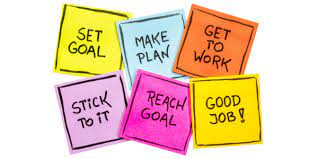 SET
GOAL
MAKE
PLAN
GET
TO
WORK
STICK
TO IT
REACH
GOAL
GOOD
JOB!